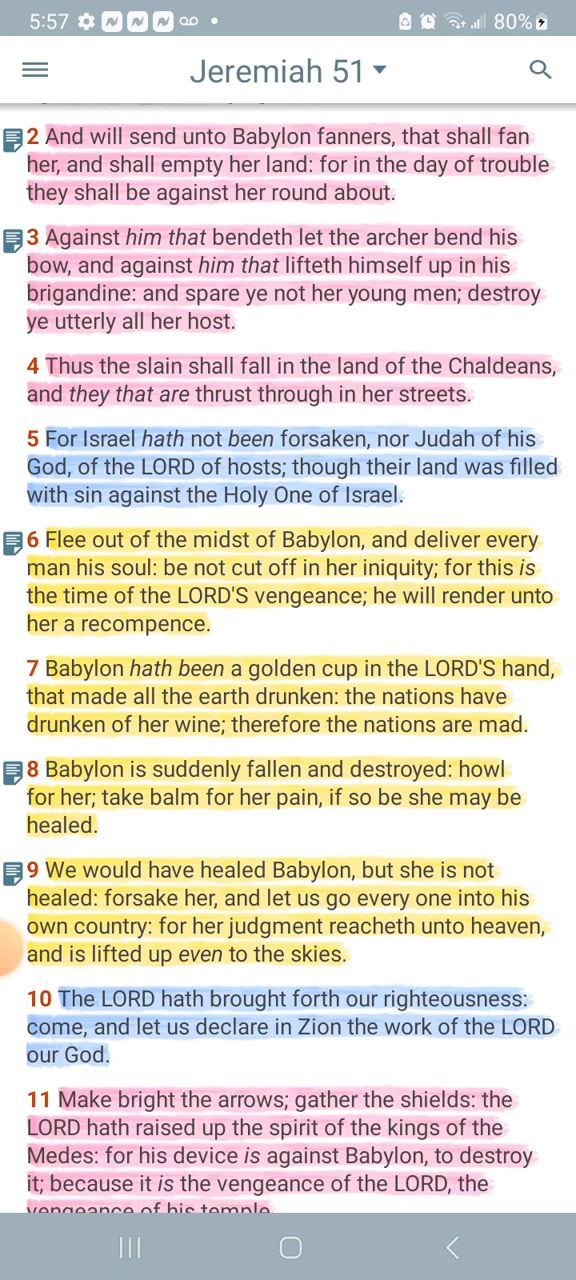 5:57 80%
Jeremiah 51
2 And will send unto Babylon fanners, that shall fan
her, and shall empty her land: for in the day of trouble
they shall be against her round about.
3 Against him that bendeth let the archer bend his
bow, and against him that lifteth himself up in his
brigandine: and spare ye not her young men; destroy
ye utterly all her host.
4 Thus the slain shall fall in the land of the Chaldeans,
and they that are thrust through in her streets.
5 For Israel hath not been forsaken, nor Judah of his
God, of the LORD of hosts; though their land was filled
with sin against the Holy One of Israel.
6 Flee out of the midst of Babylon, and deliver every
man his soul: be not cut off in her iniquity; for this is
the time of the LORD'S vengeance; he will render unto
her a recompence.
7 Babylon hath been a golden cup in the LORD'S hand,
that made all the earth drunken: the nations have
drunken of her wine; therefore the nations are mad.
8 Babylon is suddenly fallen and destroyed: howl
for her; take balm for her pain, if so be she may be
healed.
9 We would have healed Babylon, but she is not
healed: forsake her, and let us go every one into his
own country: for her judgment reacheth unto heaven,
and is lifted up even to the skies.
10 The LORD hath brought forth our righteousness:
come, and let us declare in Zion the work of the LORD
our God.
11 Make bright the arrows; gather the shields: the
LORD hath raised up the spirit of the kings of the
Medes: for his device is against Babylon, to destroy
it; because it is the vengeance of the LORD, the
vengeance of his temple.